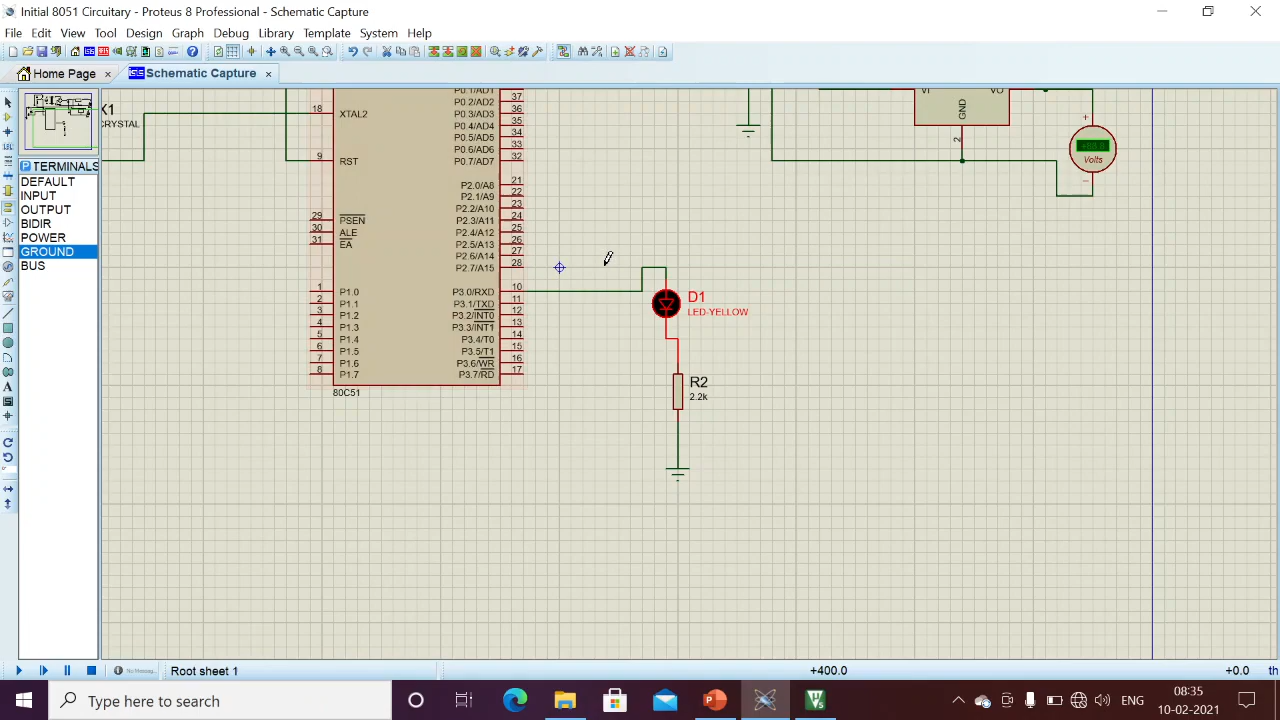 Initial 8051 Circuitary - Proteus 8 Professional - Schematic Capture
File Edit View Tool Design Graph Debug Library Template System Help
Home Page
Schematic Capture
P TERMINALS
DEFAULT
INPUT
OUTPUT
BIDIR
POWER
GROUND
BUS
X1
CRYSTAL
18 XTAL2
9 RST
29 PSEN
30 ALE
31 EA
1 P1.0
2 P1.1
3 P1.2
4 P1.3
5 P1.4
6 P1.5
7 P1.6
8 P1.7
P0.1/AD1
P0.2/AD2 37
P0.3/AD3 36
P0.4/AD4 35
P0.5/AD5 34
P0.6/AD6 33
P0.7/AD7 32
P2.0/A8 21
P2.1/A9 22
P2.2/A10 23
P2.3/A11 24
P2.4/A12 25
P2.5/A13 26
P2.6/A14 27
P2.7/A15 28
P3.0/RXD 10
P3.1/TXD 11
P3.2/INT0 12
P3.3/INT1 13
P3.4/T0 14
P3.5/T1 15
P3.6/WR 16
P3.7/RD 17
80C51
D1
LED-YELLOW
R2
2.2k
VI VO
GND
2
+
Volts
No Messag...
Root sheet 1
+400.0
+0.0
th
Type here to search
ENG
08:35
10-02-2021